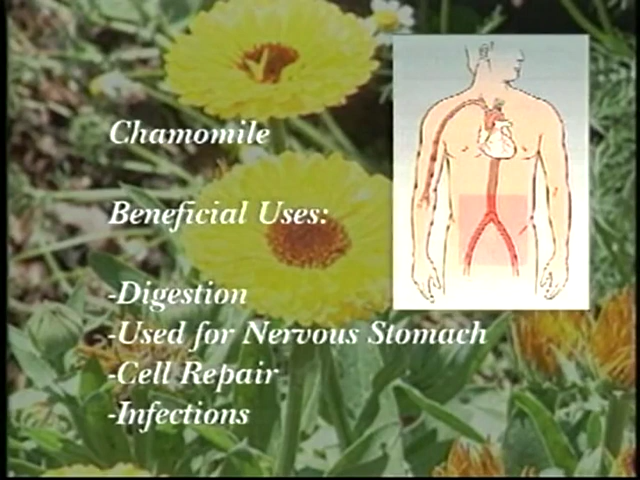 Chamomile
Beneficial Uses:
-Digestion
-Used for Nervous Stomach
-Cell Repair
-Infections